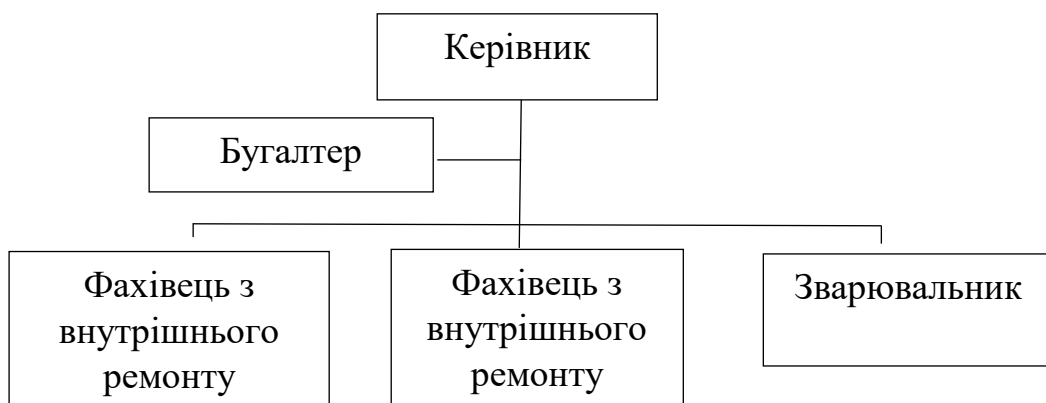 Керівник
Бугалтер
Фахівець з
внутрішнього
ремонту
Фахівець з
внутрішнього
ремонту
Зварювальник